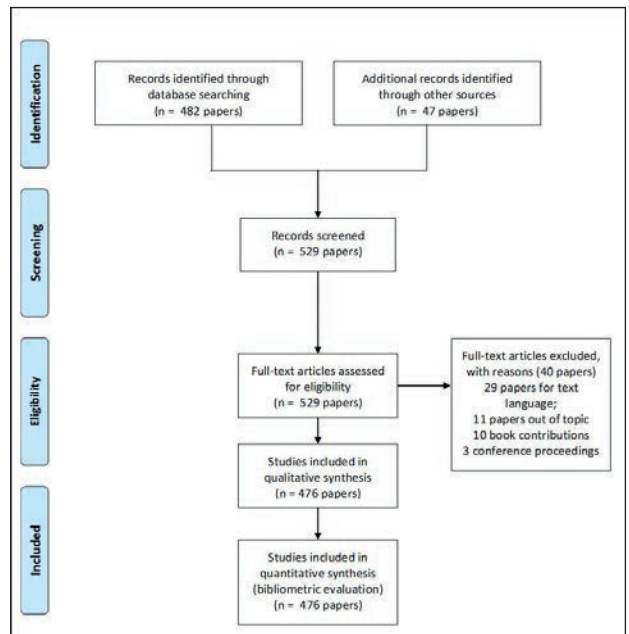 Identification
Records identified through
database searching
(n = 482 papers)
Additional records identified
through other sources
(n = 47 papers)
Screening
Records screened
(n = 529 papers)
Eligibility
Full-text articles assessed
for eligibility
(n = 529 papers)
Full-text articles excluded,
with reasons (40 papers)
29 papers for text
language;
11 papers out of topic
10 book contributions
3 conference proceedings
Studies included in
qualitative synthesis
(n = 476 papers)
Included
Studies included in
quantitative synthesis
(bibliometric evaluation)
(n = 476 papers)